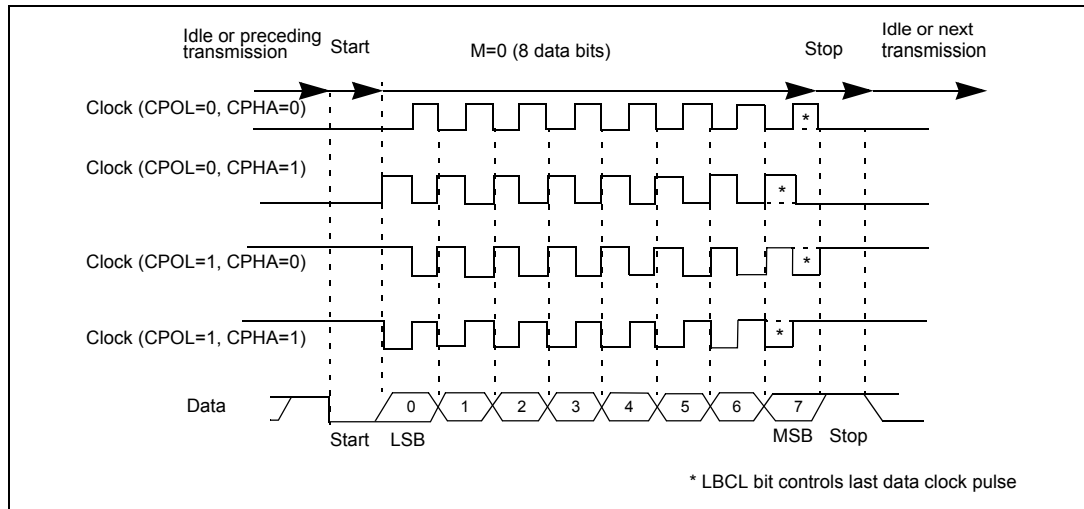 Idle or preceding
transmission
Start
M=0 (8 data bits)
Stop
Idle or next
transmission
Clock (CPOL=0, CPHA=0)
*
Clock (CPOL=0, CPHA=1)
*
Clock (CPOL=1, CPHA=0)
*
Clock (CPOL=1, CPHA=1)
*
Data
0 1 2 3 4 5 6 7
Start LSB MSB Stop
* LBCL bit controls last data clock pulse